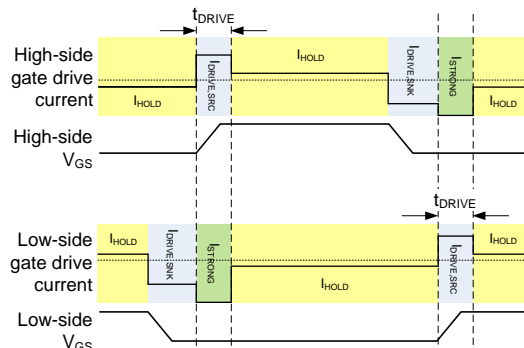 tDRIVE
High-side
gate drive
current
IHOLD
IDRIVE,SRC
IHOLD
IDRIVE,SNK
ISTRONG
IHOLD
High-side
VGS
tDRIVE
Low-side
gate drive
current
IHOLD
IDRIVE,SNK
ISTRONG
IHOLD
IDRIVE,SRC
IHOLD
Low-side
VGS